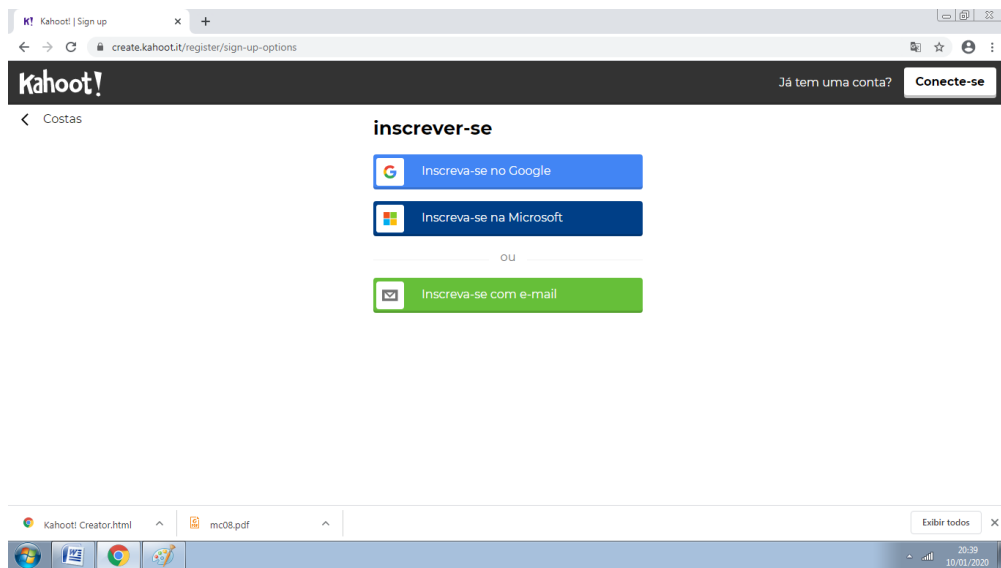 K! Kahoot! | Sign up
create.kahoot.it/register/sign-up-options
Kahoot!
Já tem uma conta? Conecte-se
Costas
inscrever-se
Inscreva-se no Google
Inscreva-se na Microsoft
ou
Inscreva-se com e-mail
Kahoot! Creator.html
mc08.pdf
Exibir todos
20:39
10/01/2020